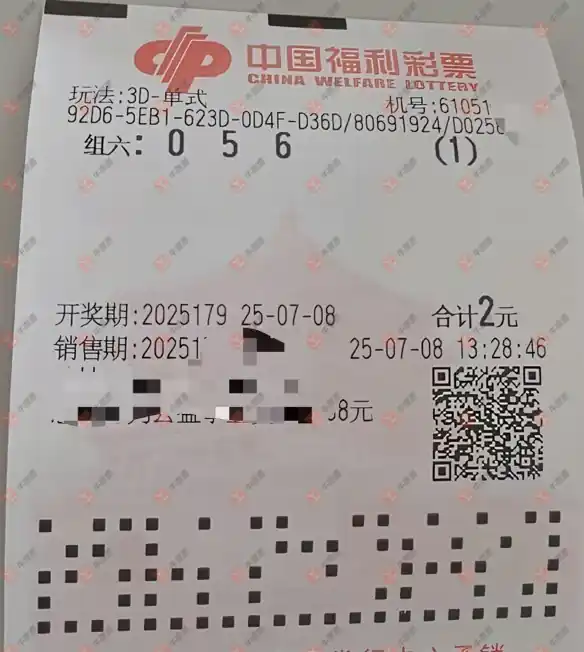 中国福利彩票
CHINA WELFARE LOTTERY
玩法:3D-单式 机号:61051
92D6-5EB1-623D-0D4F-D36D/80691924/D025
组六: 0 5 6 (1)
开奖期:2025179 25-07-08 合计2元
销售期:20251 25-07-08 13:28:46
8元